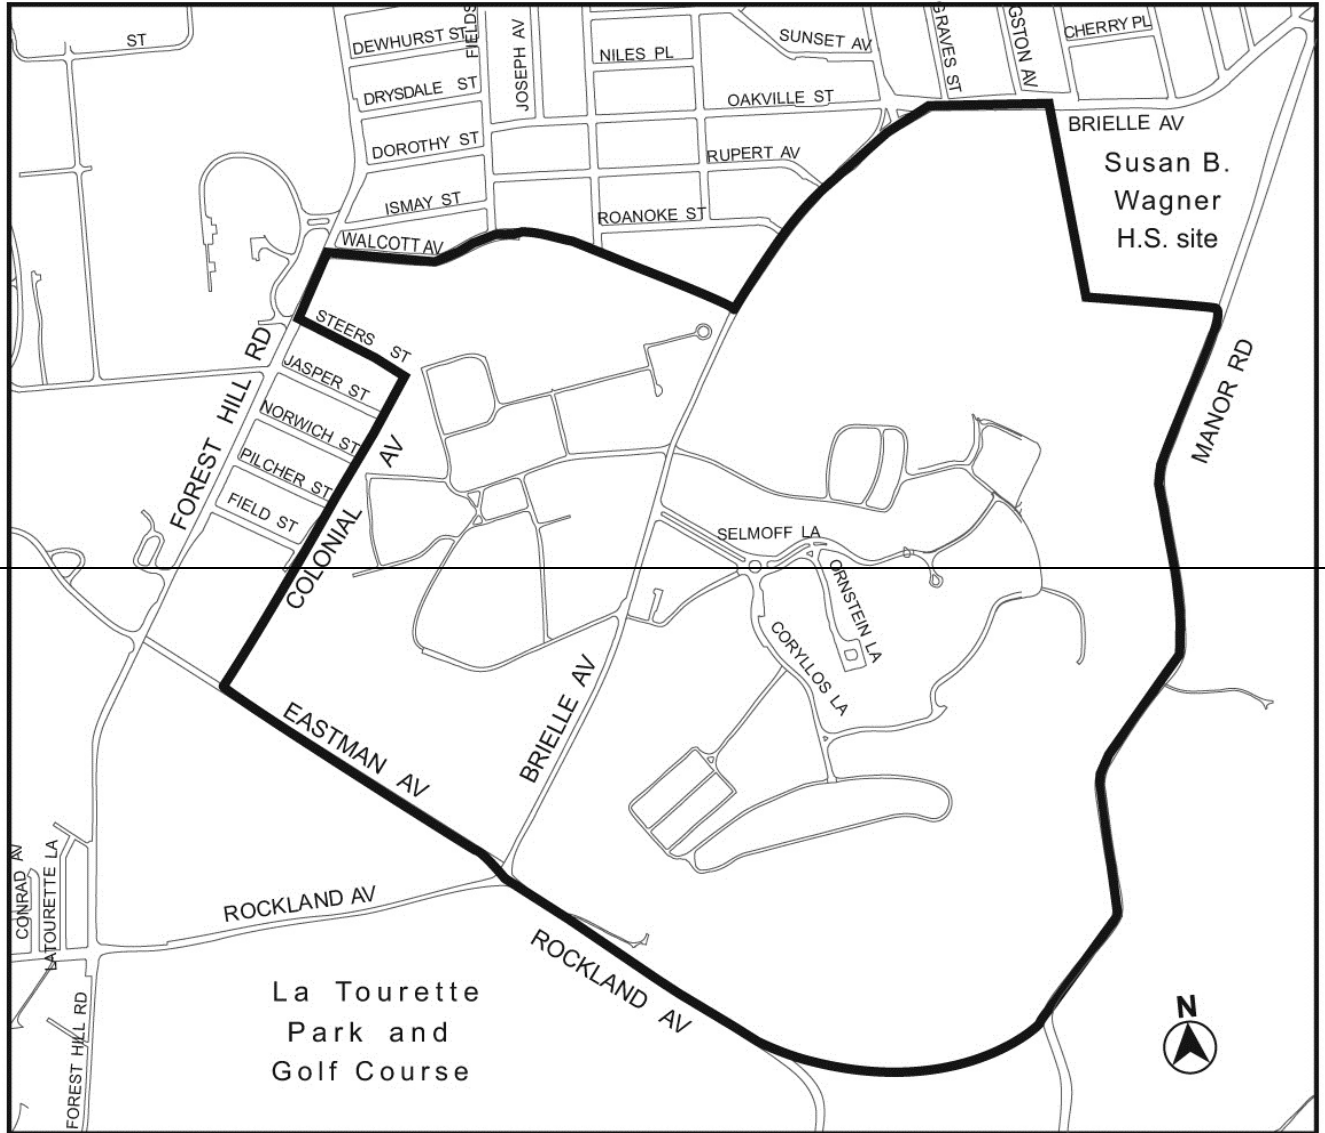 ST
DEWHURST ST
FIELDS
JOSEPH AV
NILES PL
SUNSET AV
GRAVES ST
GSTON AV
CHERRY PL
DRYSDALE ST
OAKVILLE ST
BRIELLE AV
DOROTHY ST
RUPERT AV
Susan B.
Wagner
H.S. site
ISMAY ST
ROANOKE ST
WALCOTT AV
STEERS ST
FOREST HILL RD
JASPER ST
MANOR RD
NORWICH ST
PILCHER ST
FIELD ST
COLONIAL AV
SELMOFF LA
ORNSTEIN LA
CORYLLOS LA
BRIELLE AV
EASTMAN AV
CONRAD AV
LATOURETTE LA
ROCKLAND AV
ROCKLAND AV
La Tourette
Park and
Golf Course
FOREST HILL RD
N